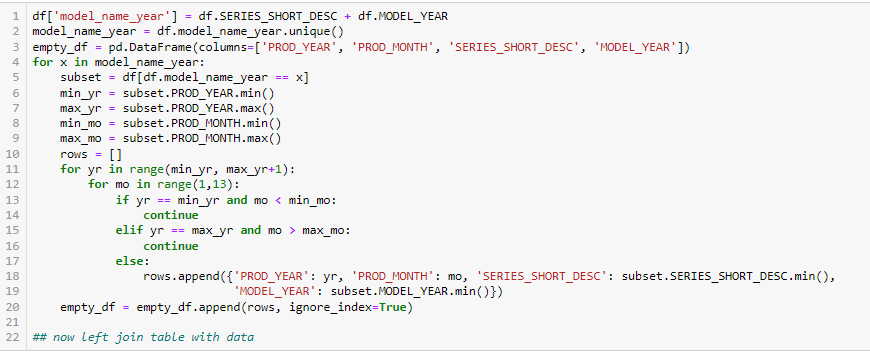 1 df['model_name_year'] = df.SERIES_SHORT_DESC + df.MODEL_YEAR
2 model_name_year = df.model_name_year.unique()
3 empty_df = pd.DataFrame(columns=['PROD_YEAR', 'PROD_MONTH', 'SERIES_SHORT_DESC', 'MODEL_YEAR'])
4 for x in model_name_year:
5     subset = df[df.model_name_year == x]
6     min_yr = subset.PROD_YEAR.min()
7     max_yr = subset.PROD_YEAR.max()
8     min_mo = subset.PROD_MONTH.min()
9     max_mo = subset.PROD_MONTH.max()
10     rows = []
11     for yr in range(min_yr, max_yr+1):
12         for mo in range(1,13):
13             if yr == min_yr and mo < min_mo:
14                 continue
15             elif yr == max_yr and mo > max_mo:
16                 continue
17             else:
18                 rows.append({'PROD_YEAR': yr, 'PROD_MONTH': mo, 'SERIES_SHORT_DESC': subset.SERIES_SHORT_DESC.min(),
19                              'MODEL_YEAR': subset.MODEL_YEAR.min()})
20     empty_df = empty_df.append(rows, ignore_index=True)
21
22 ## now left join table with data